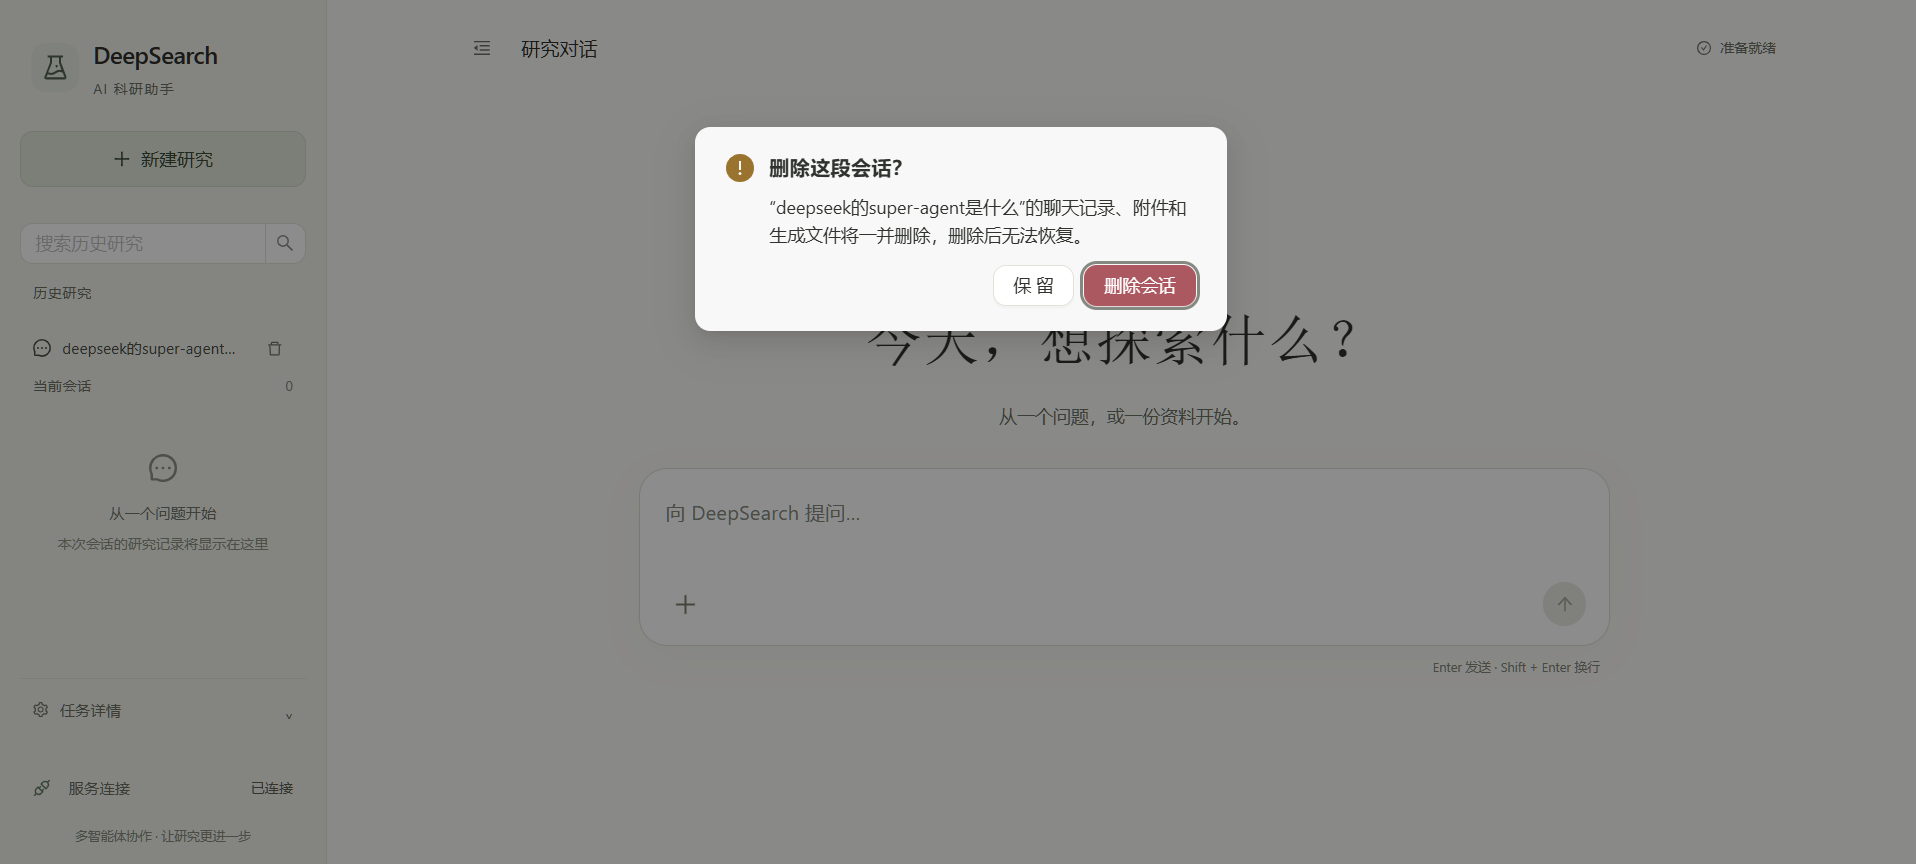 DeepSearch
AI 科研助手
新建研究
搜索历史研究
历史研究
deepseek的super-agent...
当前会话 0
从一个问题开始
本次会话的研究记录将显示在这里
任务详情
服务连接 已连接
多智能体协作 · 让研究更进一步
研究对话
准备就绪
删除这段会话？
“deepseek的super-agent是什么”的聊天记录、附件和
生成文件将一并删除，删除后无法恢复。
保 留 删除会话
今天，想探索什么？
从一个问题，或一份资料开始。
向 DeepSearch 提问...
Enter 发送 · Shift + Enter 换行